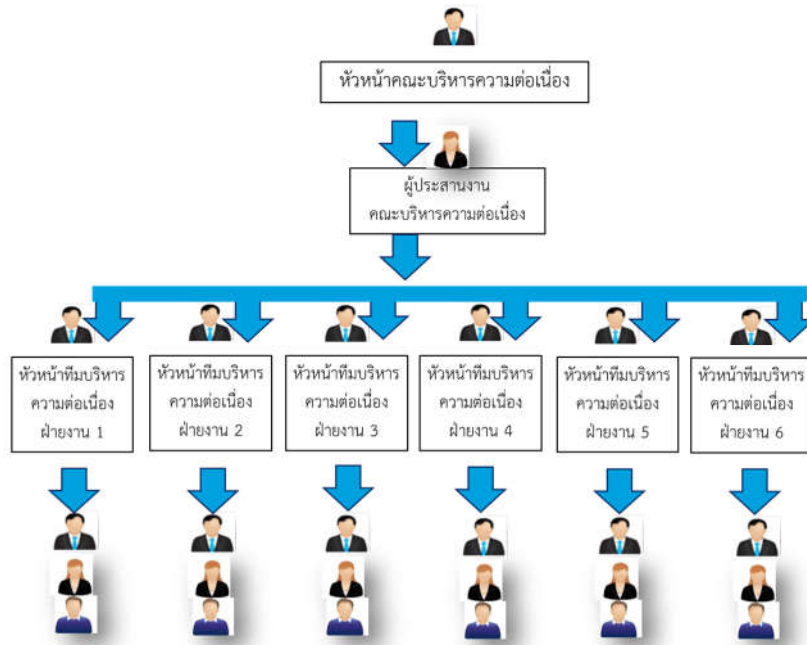 หัวหน้าคณะบริหารความต่อเนื่อง
ผู้ประสานงาน
คณะบริหารความต่อเนื่อง
หัวหน้าทีมบริหาร
ความต่อเนื่อง
ฝ่ายงาน 1
หัวหน้าทีมบริหาร
ความต่อเนื่อง
ฝ่ายงาน 2
หัวหน้าทีมบริหาร
ความต่อเนื่อง
ฝ่ายงาน 3
หัวหน้าทีมบริหาร
ความต่อเนื่อง
ฝ่ายงาน 4
หัวหน้าทีมบริหาร
ความต่อเนื่อง
ฝ่ายงาน 5
หัวหน้าทีมบริหาร
ความต่อเนื่อง
ฝ่ายงาน 6